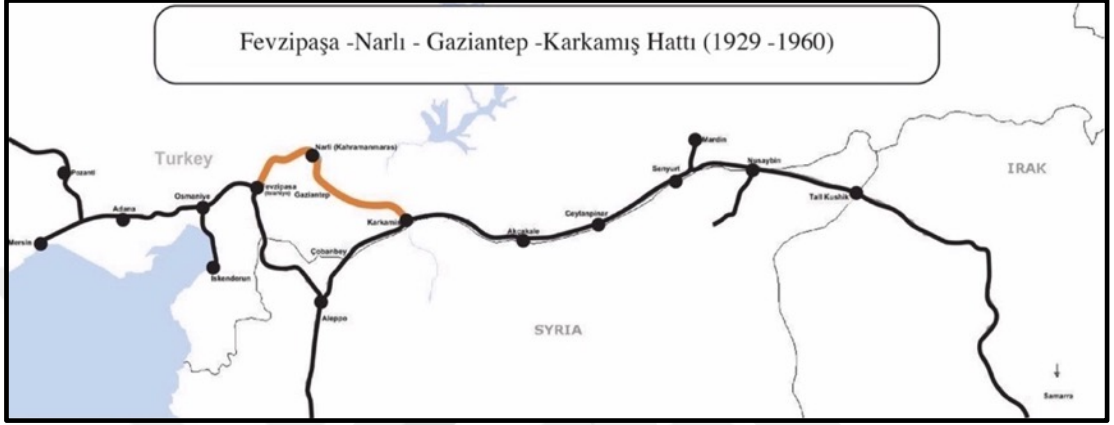 Fevzipaşa -Narlı - Gaziantep -Karkamış Hattı (1929 -1960)
Turkey
IRAK
SYRIA
Mardin
Narli (Kahramanmaras)
Pozanti
Senyurt
Nusaybin
Fevzipasa
Gaziantep
Osmaniye
Tall Kushik
Adana
Karkamis
Ceylanpinar
Akcakale
Mersin
Çobanbey
Iskenderun
Aleppo
Samarra